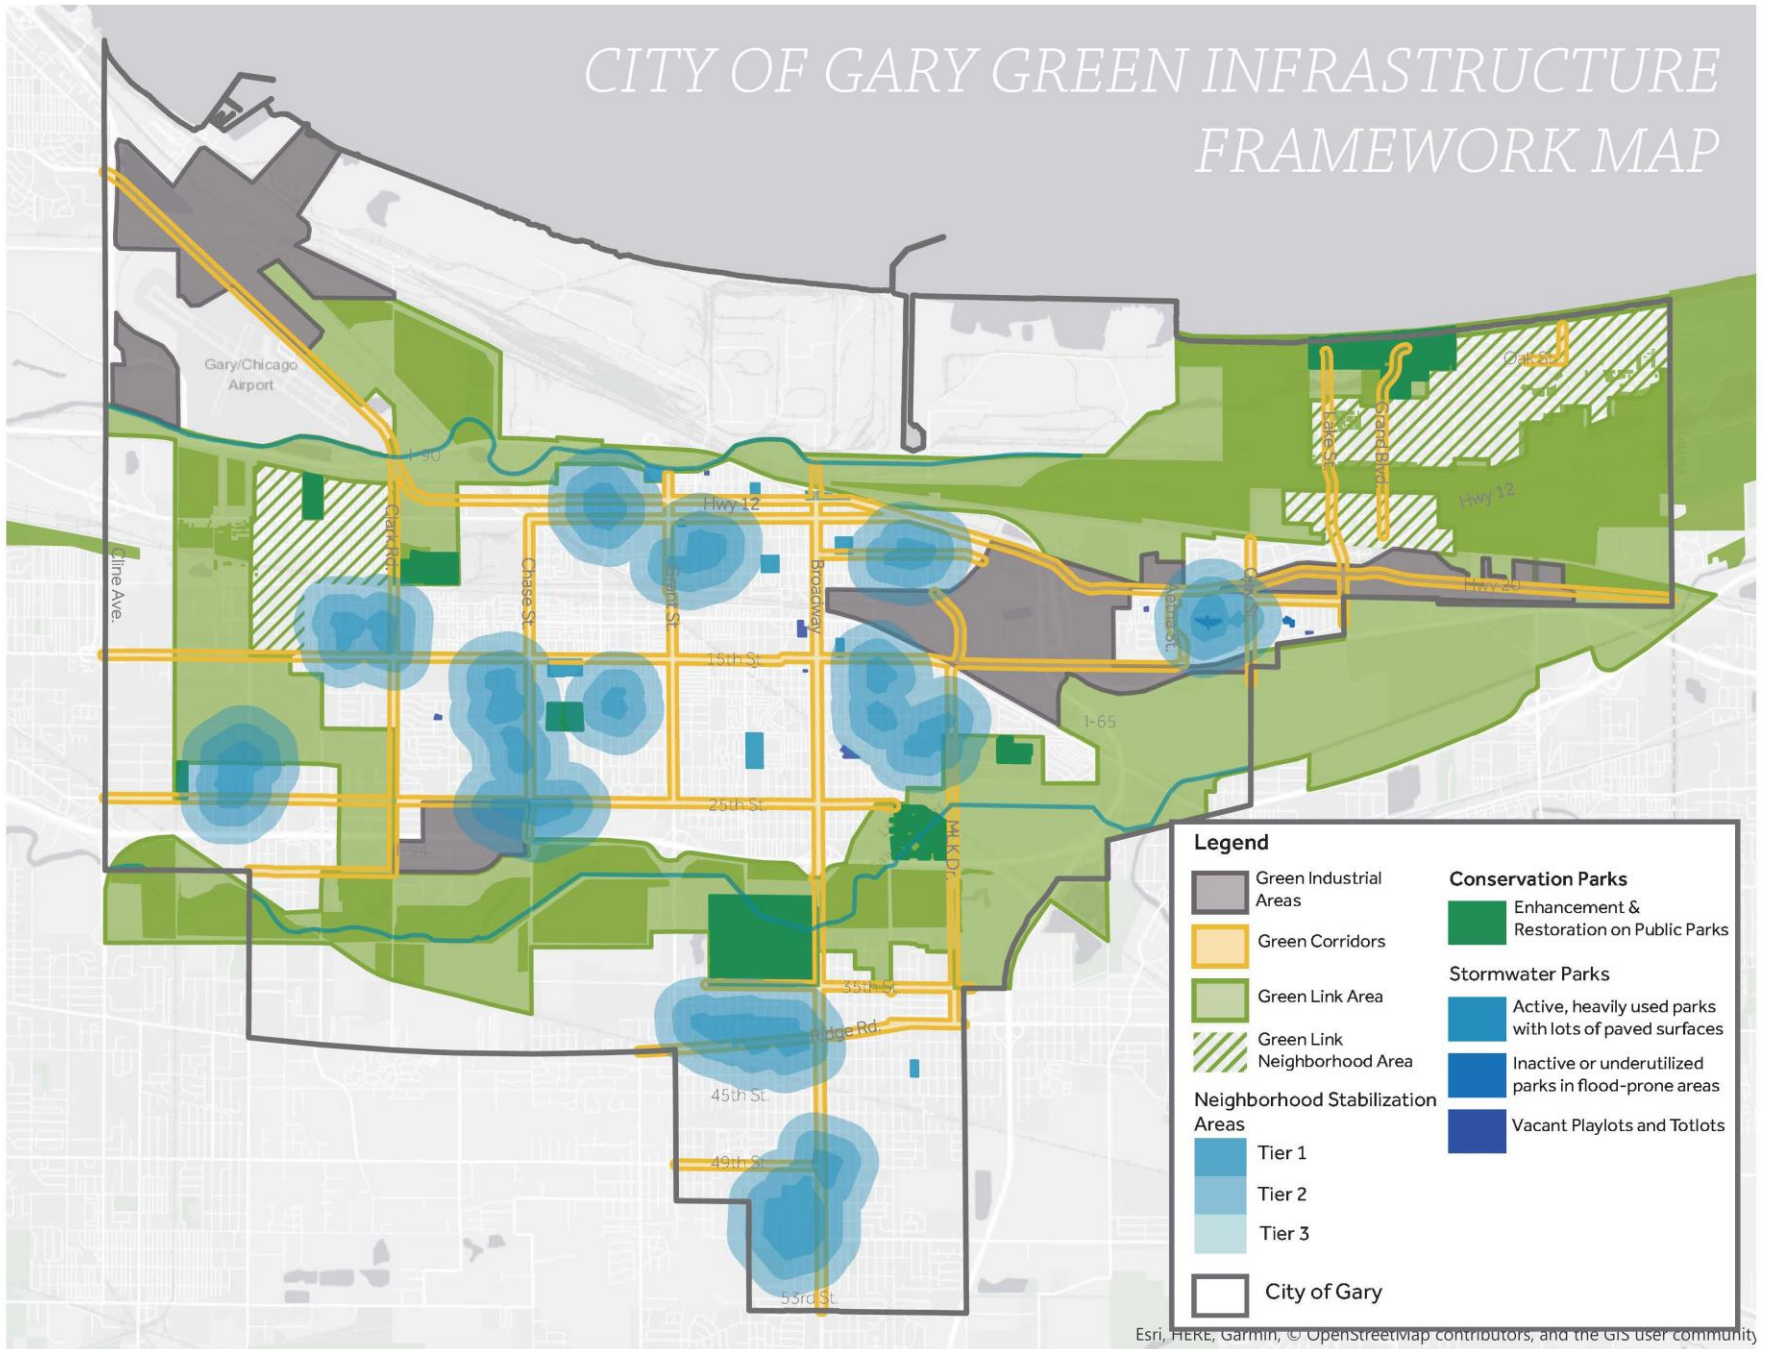 CITY OF GARY GREEN INFRASTRUCTURE
FRAMEWORK MAP
Gary/Chicago
Airport
Oak St.
I-90
Lake St.
Grand Blvd.
Hwy 12
Hwy 12
Clark Rd.
Cline Ave.
Chase St.
Grant St.
Broadway
Hwy 20
15th St.
I-65
25th St.
I-94
MLK Dr.
35th St.
Ridge Rd.
45th St.
49th St.
53rd St.
Legend
Green Industrial
Areas
Green Corridors
Green Link Area
Green Link
Neighborhood Area
Neighborhood Stabilization
Areas
Tier 1
Tier 2
Tier 3
City of Gary
Conservation Parks
Enhancement &
Restoration on Public Parks
Stormwater Parks
Active, heavily used parks
with lots of paved surfaces
Inactive or underutilized
parks in flood-prone areas
Vacant Playlots and Totlots
Esri, HERE, Garmin, © OpenStreetMap contributors, and the GIS user community